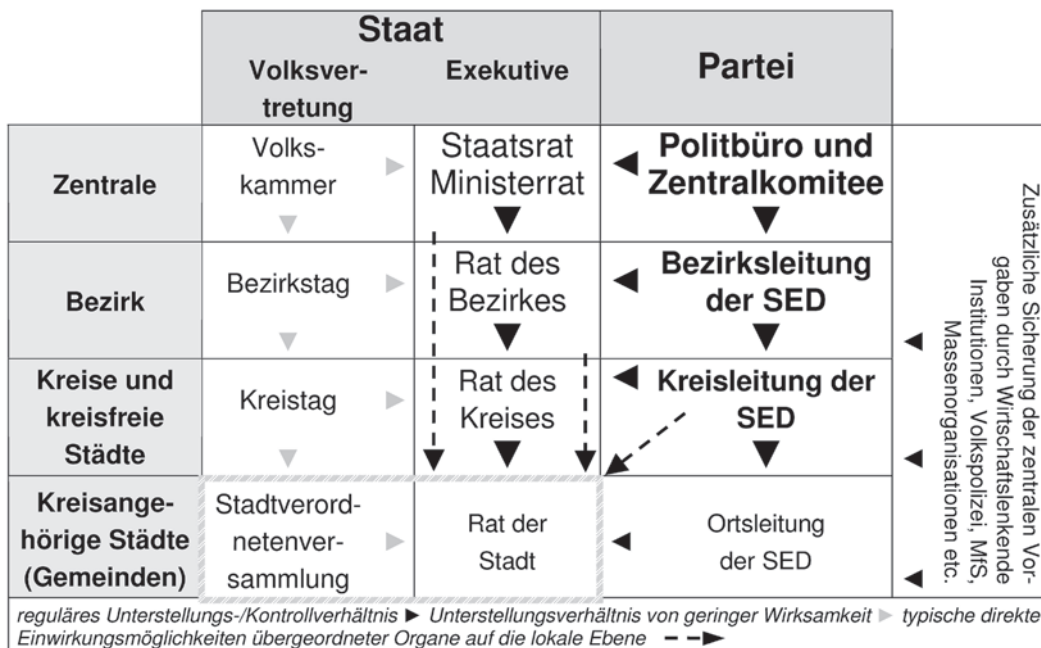 Staat
Volksver-
tretung
Exekutive
Partei
Zentrale
Volks-
kammer
Staatsrat
Ministerrat
Politbüro und
Zentralkomitee
Bezirk
Bezirkstag
Rat des
Bezirkes
Bezirksleitung
der SED
Kreise und
kreisfreie
Städte
Kreistag
Rat des
Kreises
Kreisleitung der
SED
Kreisange-
hörige Städte
(Gemeinden)
Stadtverord-
netenver-
sammlung
Rat der
Stadt
Ortsleitung
der SED
Zusätzliche Sicherung der zentralen Vor-
gaben durch Wirtschaftslenkende
Institutionen, Volkspolizei, MfS,
Massenorganisationen etc.
reguläres Unterstellungs-/Kontrollverhältnis ► Unterstellungsverhältnis von geringer Wirksamkeit ► typische direkte
Einwirkungsmöglichkeiten übergeordneter Organe auf die lokale Ebene